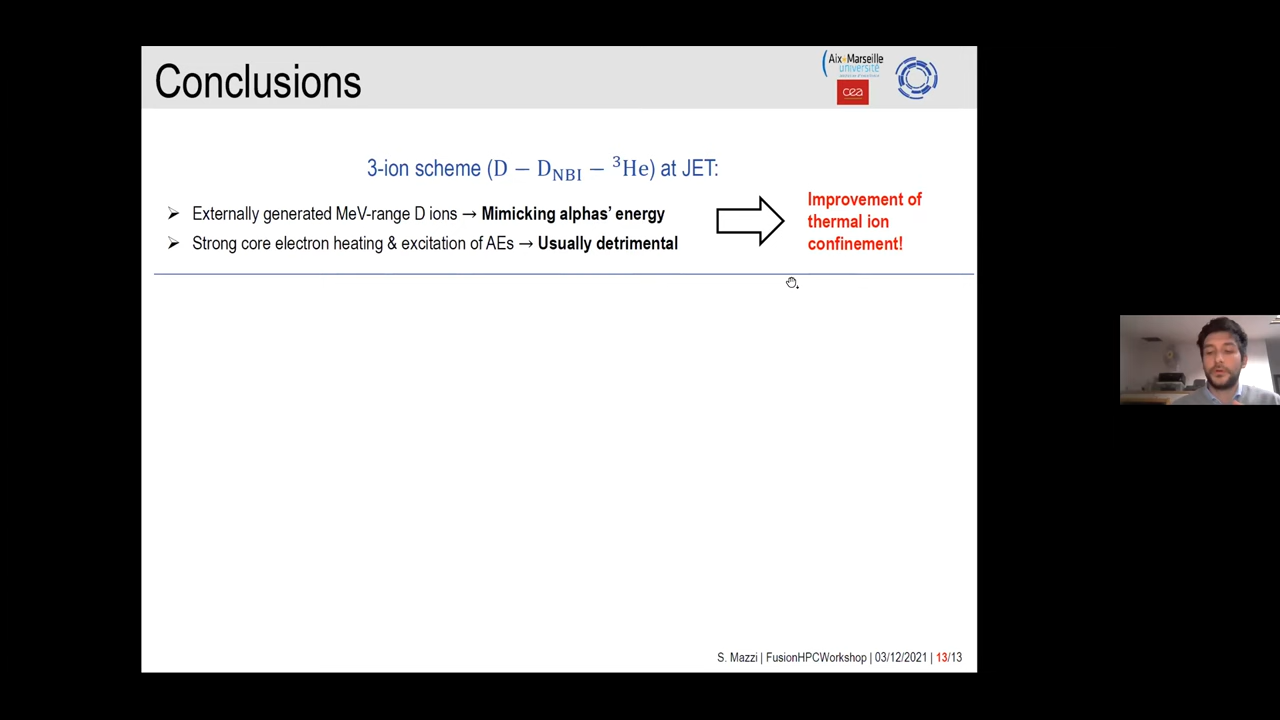 Conclusions
Aix*Marseille
université
cea
3-ion scheme (D − D_NBI − ³He) at JET:
➢ Externally generated MeV-range D ions → Mimicking alphas' energy
➢ Strong core electron heating & excitation of AEs → Usually detrimental
Improvement of
thermal ion
confinement!
S. Mazzi | FusionHPCWorkshop | 03/12/2021 | 13/13